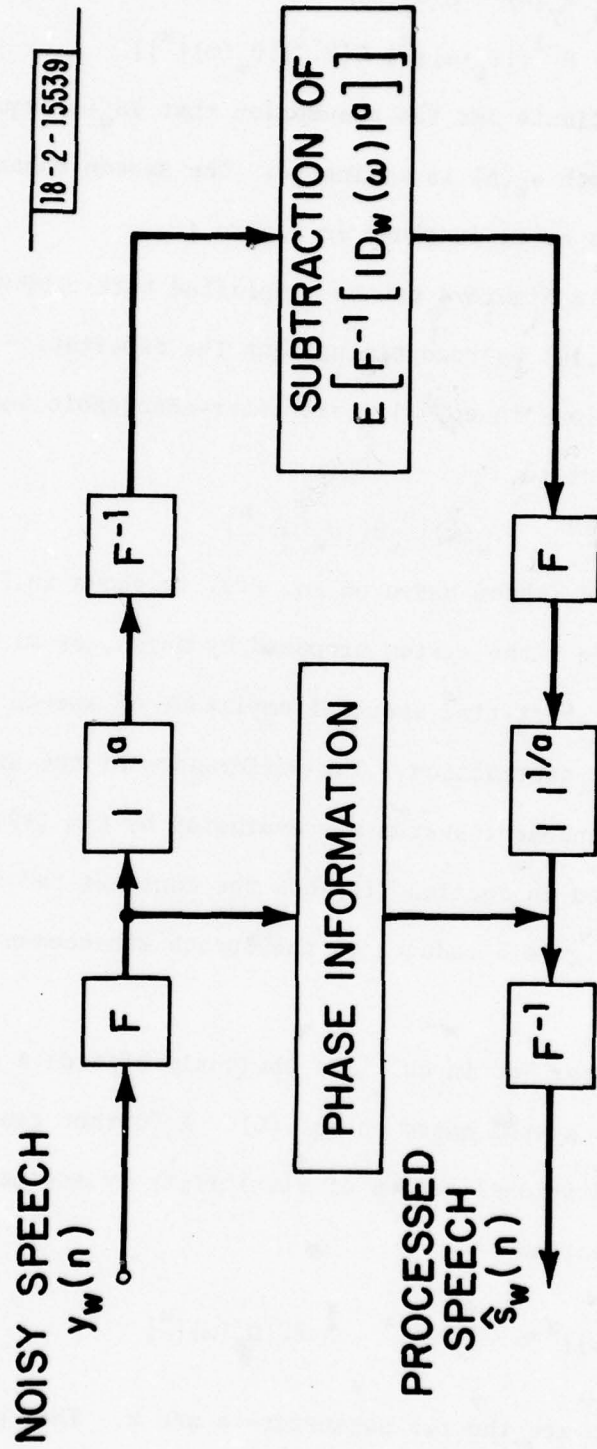 18-2-15539
NOISY SPEECH
y_w(n)
F
| |^a
F^-1
SUBTRACTION OF
E[F^-1[|D_w(ω)|^a]]
PHASE INFORMATION
F
| |^1/a
F^-1
PROCESSED
SPEECH
ŝ_w(n)